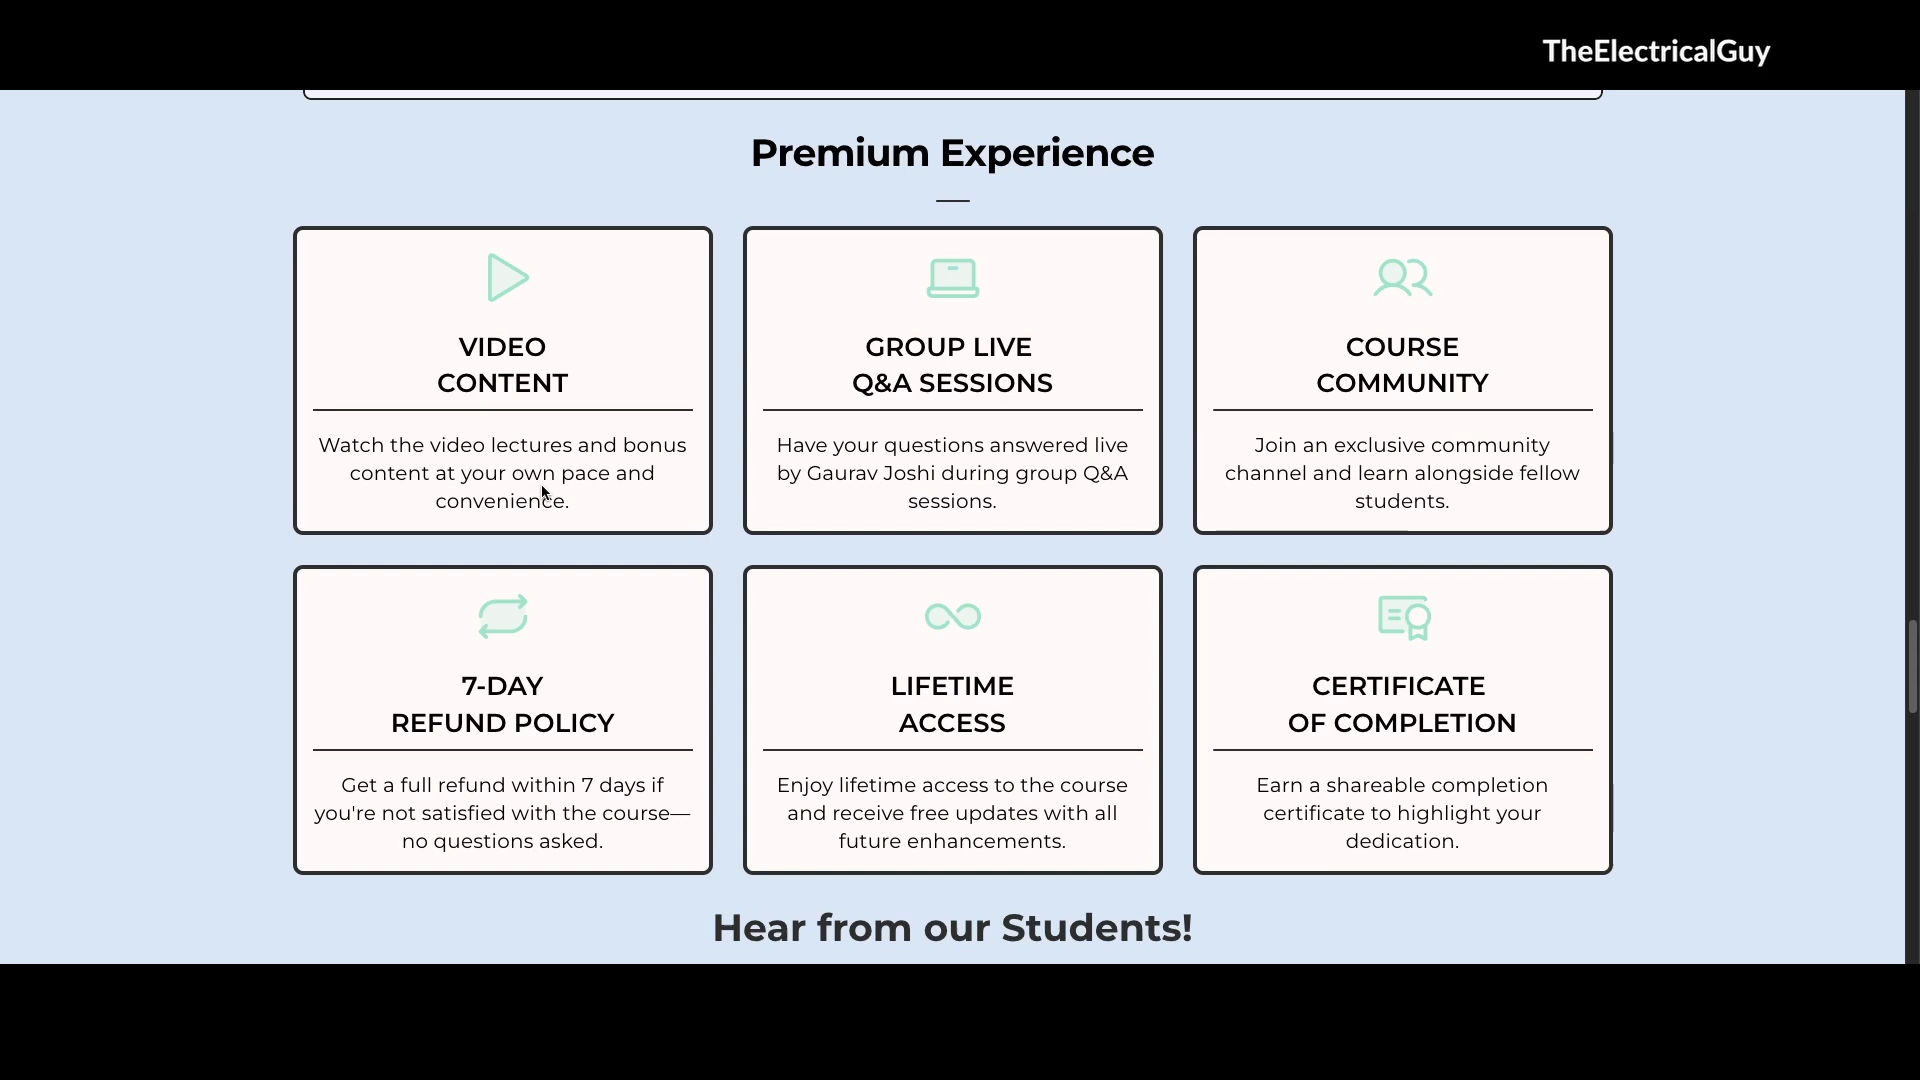 TheElectricalGuy
Premium Experience
VIDEO
CONTENT
Watch the video lectures and bonus
content at your own pace and
convenience.
GROUP LIVE
Q&A SESSIONS
Have your questions answered live
by Gaurav Joshi during group Q&A
sessions.
COURSE
COMMUNITY
Join an exclusive community
channel and learn alongside fellow
students.
7-DAY
REFUND POLICY
Get a full refund within 7 days if
you're not satisfied with the course—
no questions asked.
LIFETIME
ACCESS
Enjoy lifetime access to the course
and receive free updates with all
future enhancements.
CERTIFICATE
OF COMPLETION
Earn a shareable completion
certificate to highlight your
dedication.
Hear from our Students!